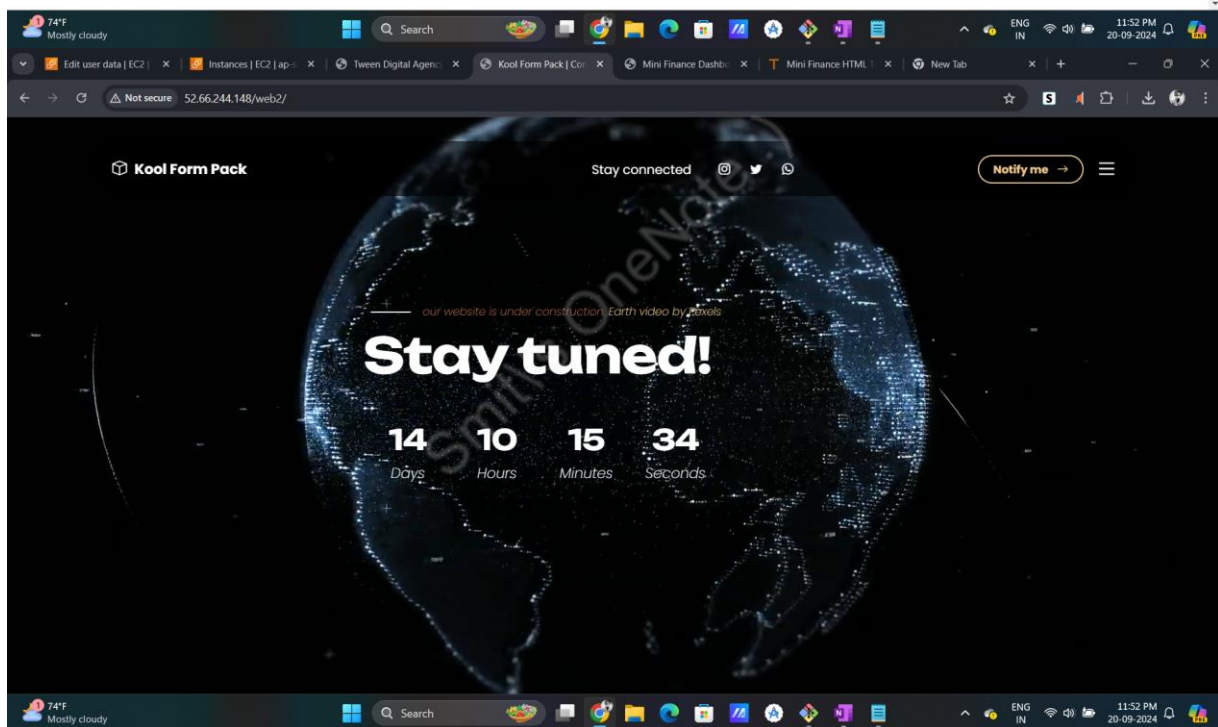 74°F
Mostly cloudy
Search
ENG
IN
11:52 PM
20-09-2024
Edit user data | EC2 |
Instances | EC2 | ap-s
Tween Digital Agenc
Kool Form Pack | Con
Mini Finance Dashbo
Mini Finance HTML T
New Tab
Not secure
52.66.244.148/web2/
Kool Form Pack
Stay connected
Notify me →
our website is under construction. Earth video by Pexels
Stay tuned!
14
10
15
34
Days
Hours
Minutes
Seconds
Smith OneNote
74°F
Mostly cloudy
Search
ENG
IN
11:52 PM
20-09-2024